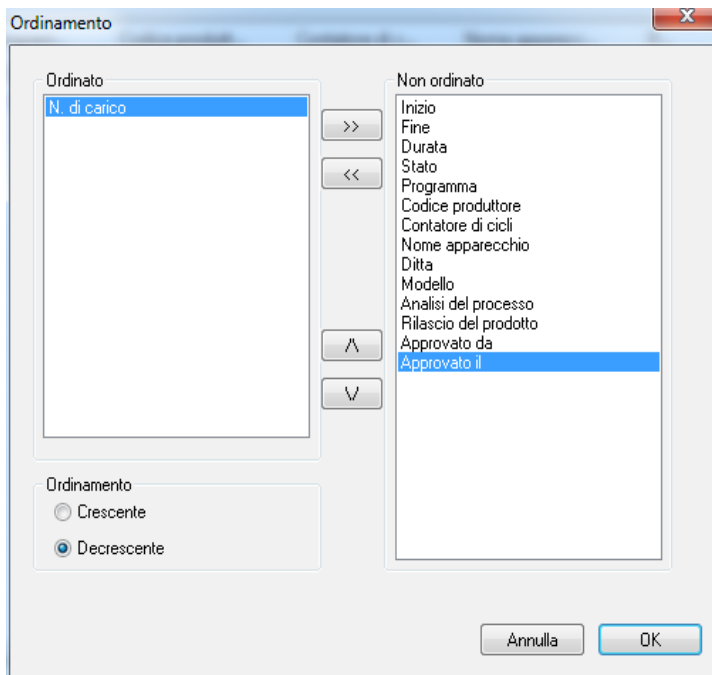 Ordinamento
Ordinato
N. di carico
>>
<<
/\
\/
Non ordinato
Inizio
Fine
Durata
Stato
Programma
Codice produttore
Contatore di cicli
Nome apparecchio
Ditta
Modello
Analisi del processo
Rilascio del prodotto
Approvato da
Approvato il
Ordinamento
Crescente
Decrescente
Annulla
OK